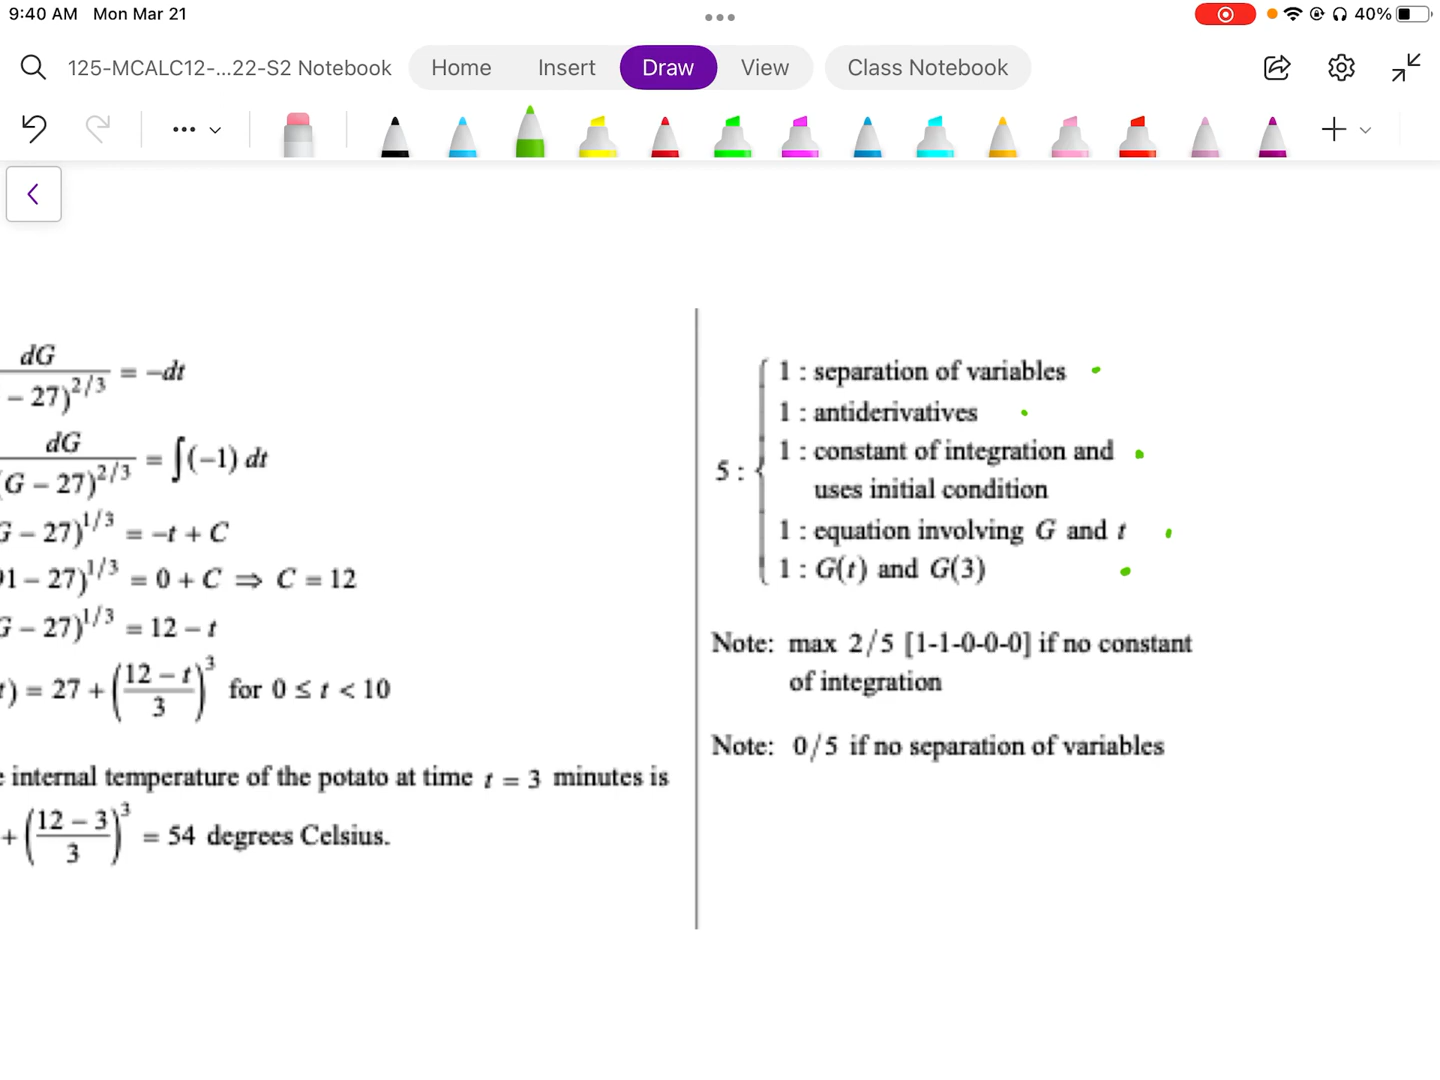 9:40 AM Mon Mar 21
40%
125-MCALC12-...22-S2 Notebook Home Insert Draw View Class Notebook
dG/(– 27)^{2/3} = –dt
dG/(G – 27)^{2/3} = ∫(–1) dt
G – 27)^{1/3} = –t + C
91 – 27)^{1/3} = 0 + C ⇒ C = 12
G – 27)^{1/3} = 12 – t
t) = 27 + ((12 – t)/3)^3 for 0 ≤ t < 10
internal temperature of the potato at time t = 3 minutes is
+ ((12 – 3)/3)^3 = 54 degrees Celsius.
5 :
1 : separation of variables
1 : antiderivatives
1 : constant of integration and
uses initial condition
1 : equation involving G and t
1 : G(t) and G(3)
Note: max 2/5 [1-1-0-0-0] if no constant
of integration
Note: 0/5 if no separation of variables